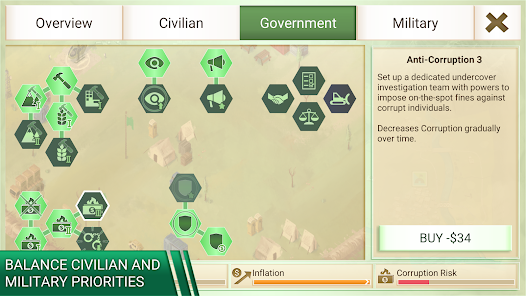 Overview
Civilian
Government
Military
Anti-Corruption 3
Set up a dedicated undercover
investigation team with powers to
impose on-the-spot fines against
corrupt individuals.
Decreases Corruption gradually
over time.
BUY -$34
BALANCE CIVILIAN AND
MILITARY PRIORITIES
Inflation
Corruption Risk